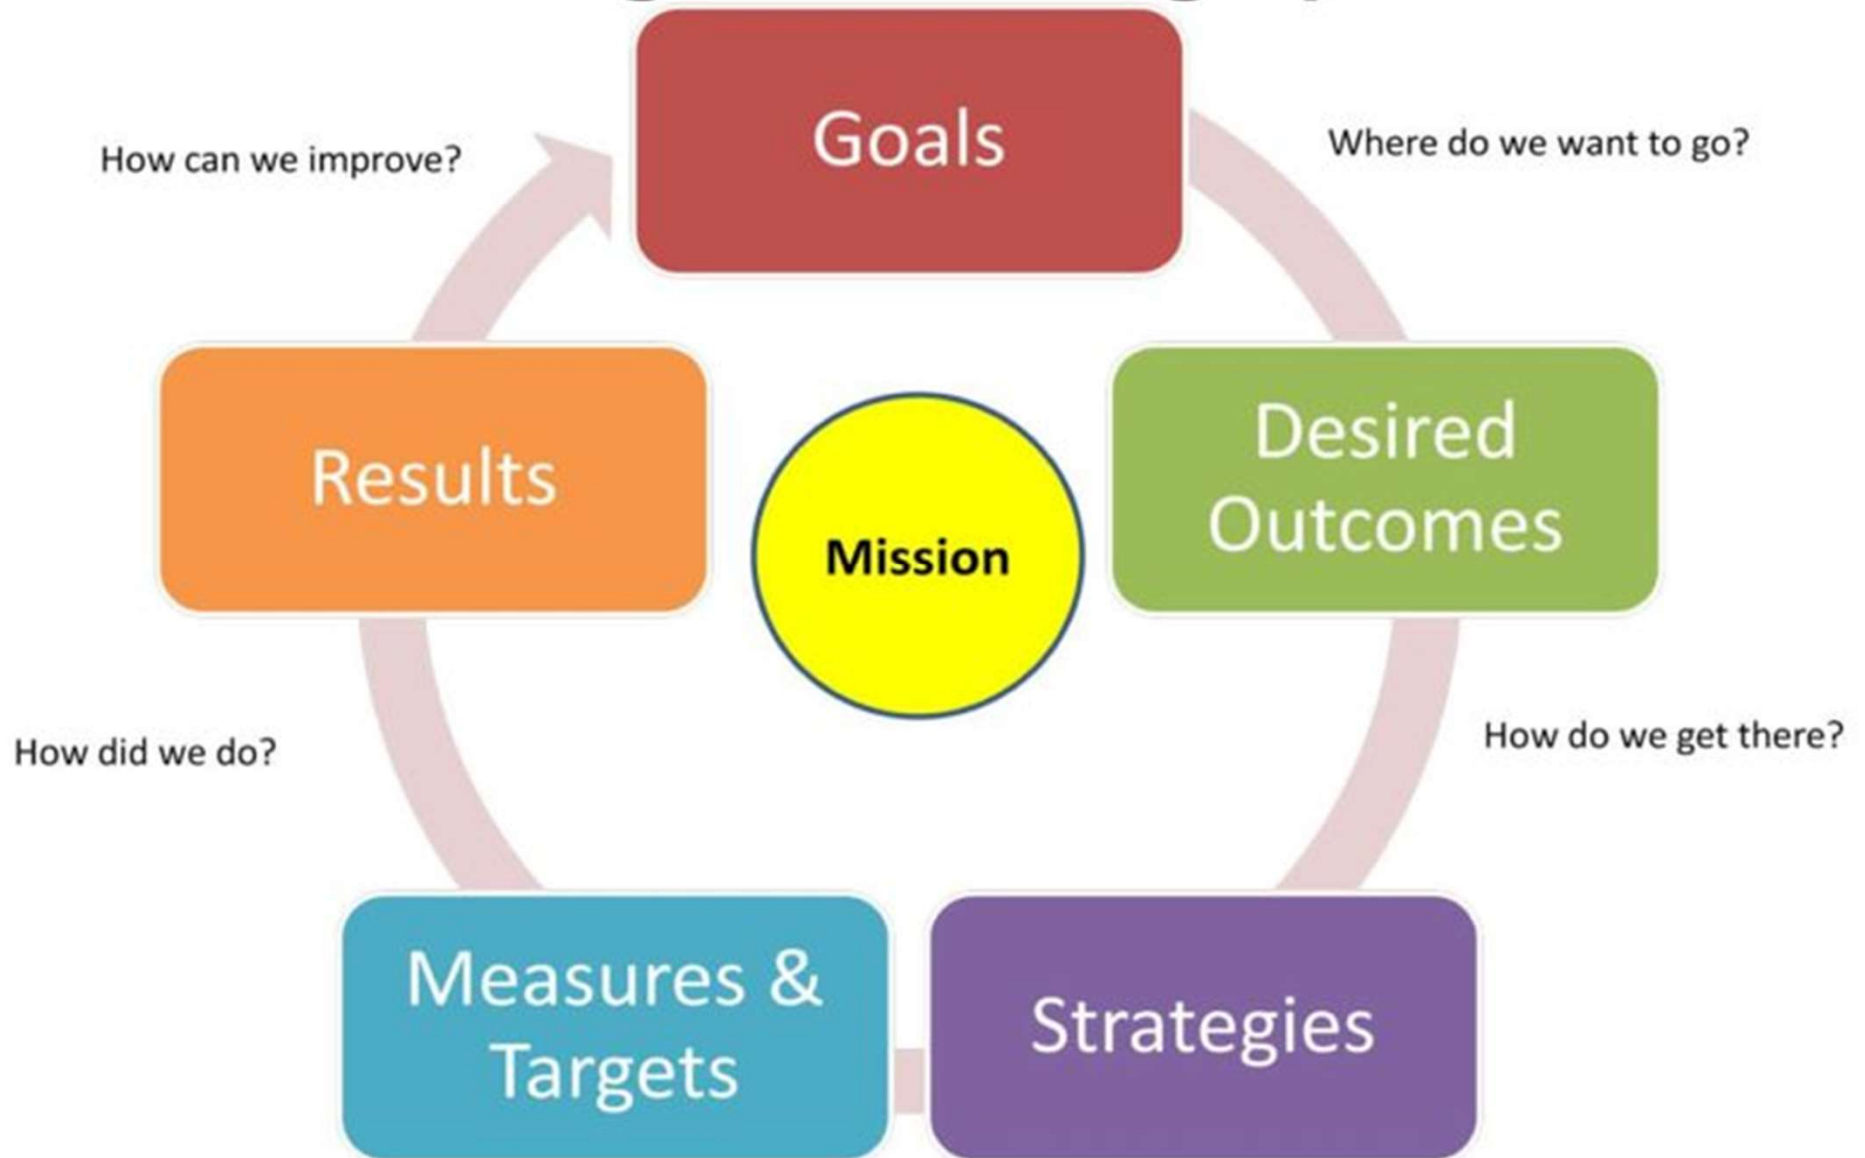 Goals
How can we improve?
Where do we want to go?
Results
Mission
Desired
Outcomes
How did we do?
How do we get there?
Measures &
Targets
Strategies